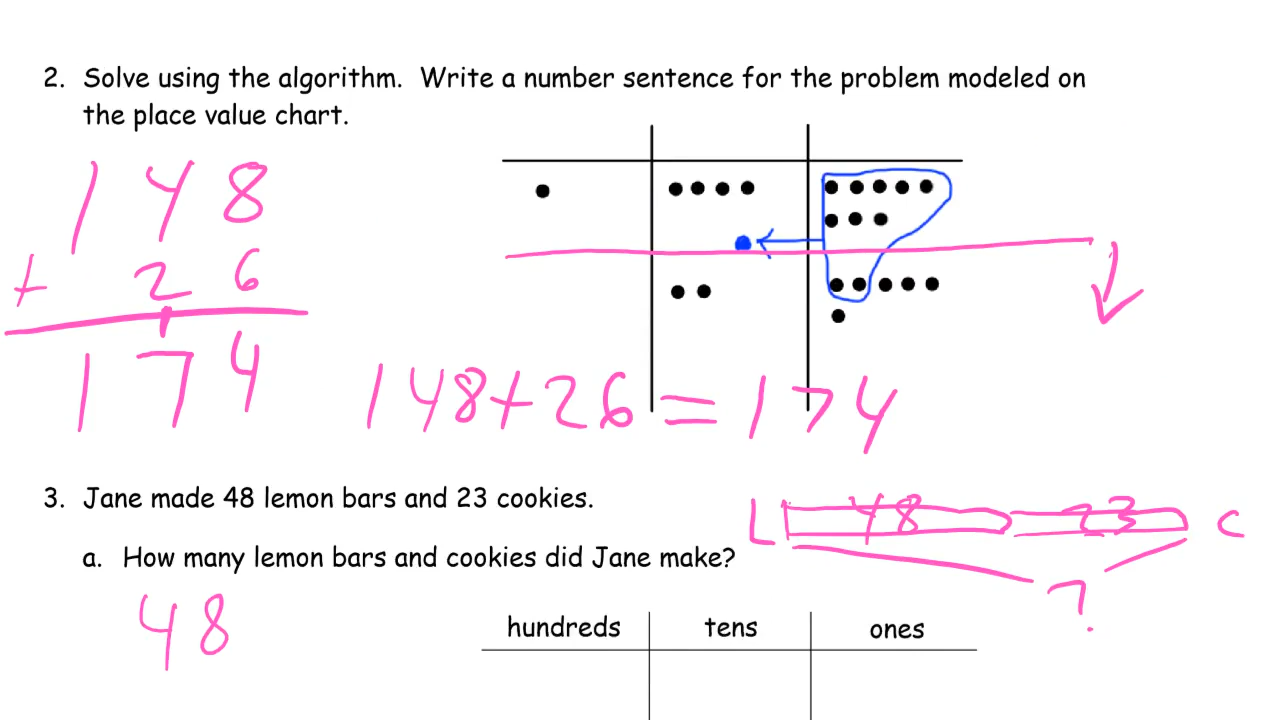 2. Solve using the algorithm. Write a number sentence for the problem modeled on
the place value chart.
148
+ 26
1
174
148+26=174
3. Jane made 48 lemon bars and 23 cookies.
L 48 23 C
a. How many lemon bars and cookies did Jane make?
?
48
hundreds tens ones